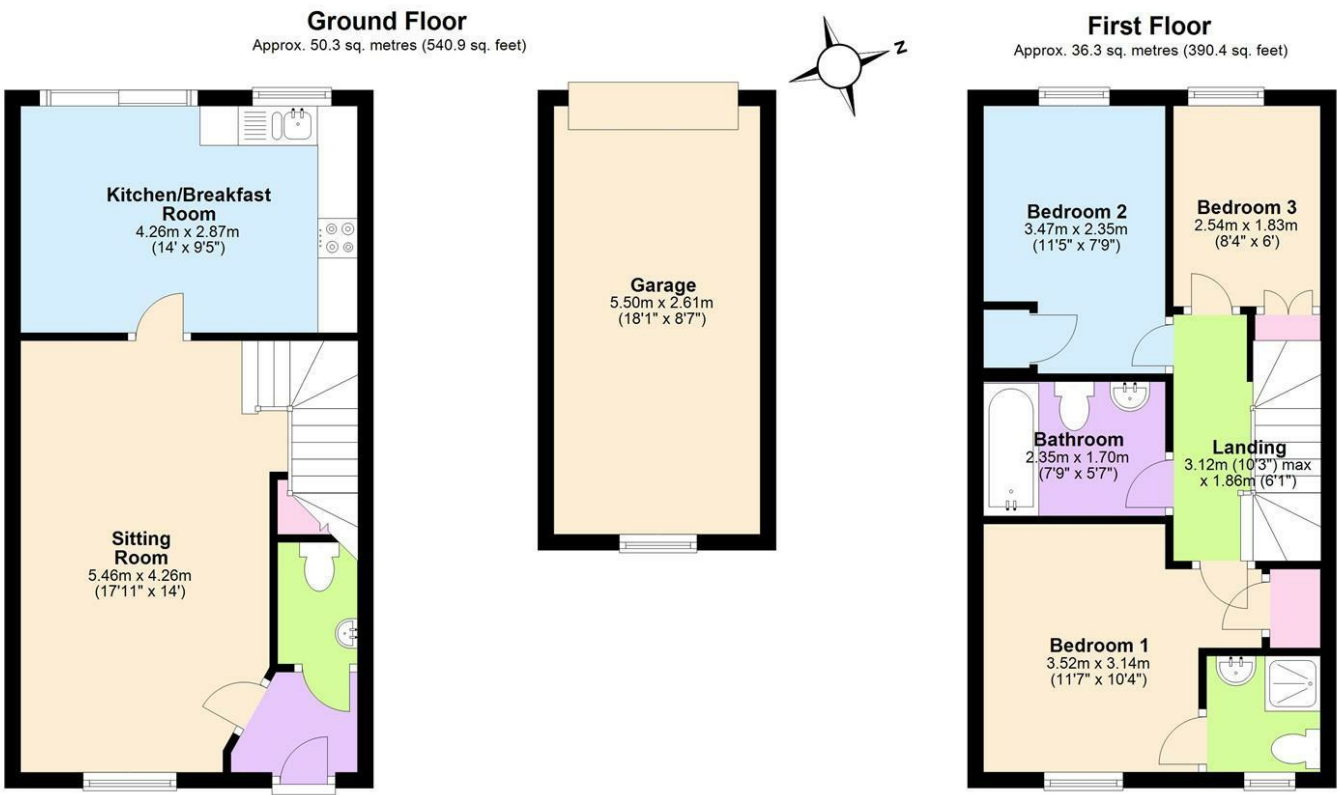 Ground Floor
Approx. 50.3 sq. metres (540.9 sq. feet)
Kitchen/Breakfast
Room
4.26m x 2.87m
(14' x 9'5")
Sitting
Room
5.46m x 4.26m
(17'11" x 14')
Garage
5.50m x 2.61m
(18'1" x 8'7")
Z
First Floor
Approx. 36.3 sq. metres (390.4 sq. feet)
Bedroom 2
3.47m x 2.35m
(11'5" x 7'9")
Bedroom 3
2.54m x 1.83m
(8'4" x 6')
Bathroom
2.35m x 1.70m
(7'9" x 5'7")
Landing
3.12m (10'3") max
x 1.86m (6'1")
Bedroom 1
3.52m x 3.14m
(11'7" x 10'4")